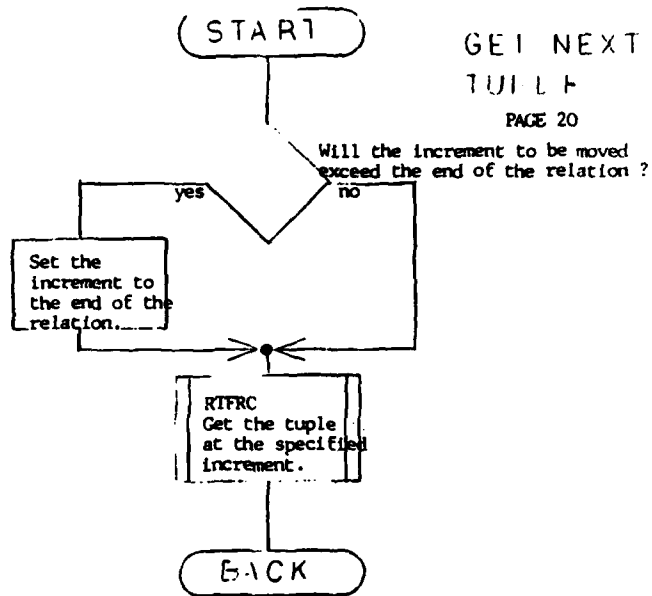 START
GET NEXT
TUPLE
PAGE 20
Will the increment to be moved
exceed the end of the relation ?
yes
no
Set the
increment to
the end of the
relation.
RTFRC
Get the tuple
at the specified
increment.
BACK